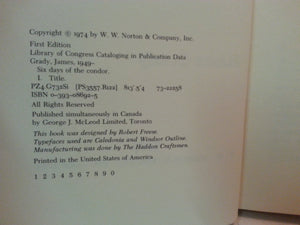 Copyright © 1974 by W. W. Norton & Company, Inc.
First Edition
Library of Congress Cataloging in Publication Data
Grady, James, 1949-
Six days of the condor.
I. Title.
PZ4.G732Si [PS3557.R122] 813'.5'4 73-22258
ISBN 0-393-08692-5
All Rights Reserved
Published simultaneously in Canada
by George J. McLeod Limited, Toronto
This book was designed by Robert Freese.
Typefaces used are Caledonia and Windsor Outline.
Manufacturing was done by The Haddon Craftsmen.
Printed in the United States of America
1 2 3 4 5 6 7 8 9 0